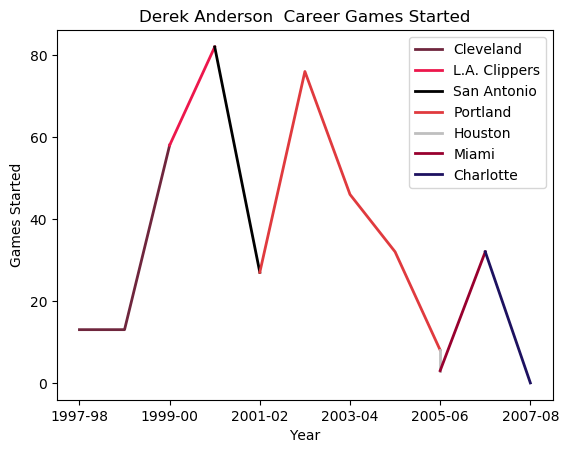 Derek Anderson  Career Games Started
Cleveland
L.A. Clippers
San Antonio
Portland
Houston
Miami
Charlotte
Games Started
80
60
40
20
0
1997-98 1999-00 2001-02 2003-04 2005-06 2007-08
Year